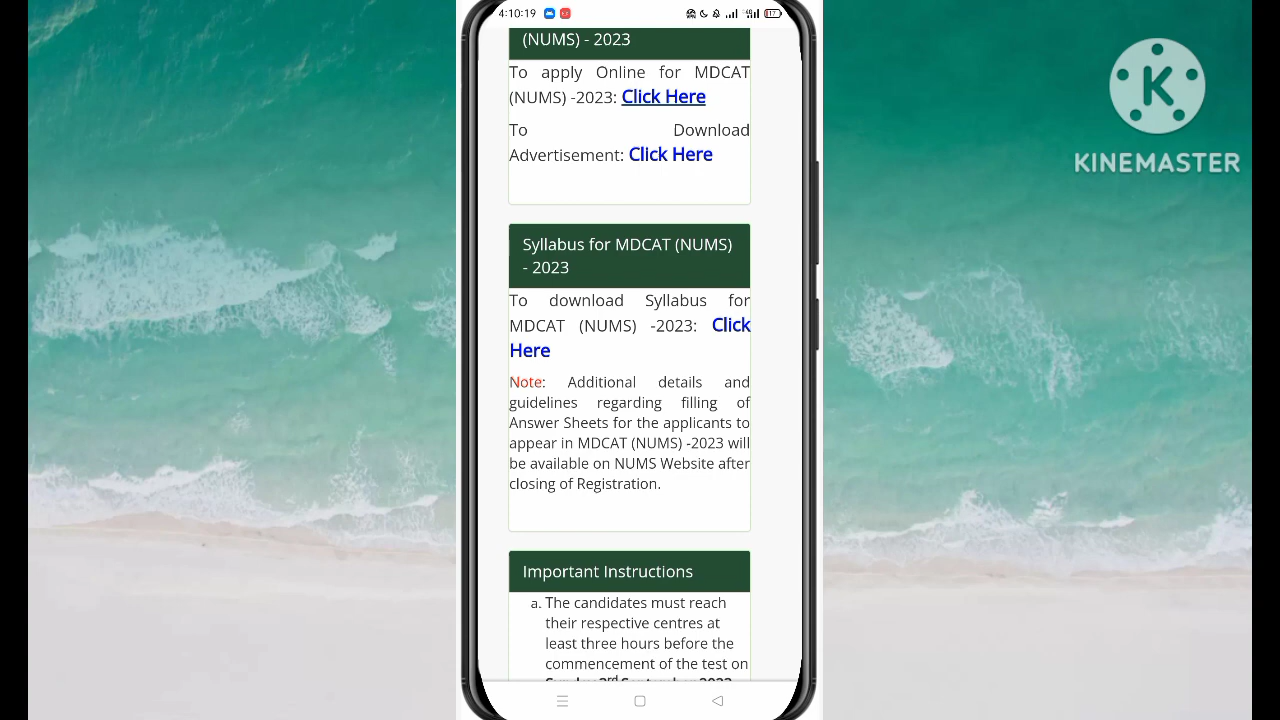 4:10:19
17
K
KINEMASTER
(NUMS) - 2023
To apply Online for MDCAT
(NUMS) -2023: Click Here
To Download
Advertisement: Click Here
Syllabus for MDCAT (NUMS)
- 2023
To download Syllabus for
MDCAT (NUMS) -2023: Click
Here
Note: Additional details and
guidelines regarding filling of
Answer Sheets for the applicants to
appear in MDCAT (NUMS) -2023 will
be available on NUMS Website after
closing of Registration.
Important Instructions
a. The candidates must reach
their respective centres at
least three hours before the
commencement of the test on